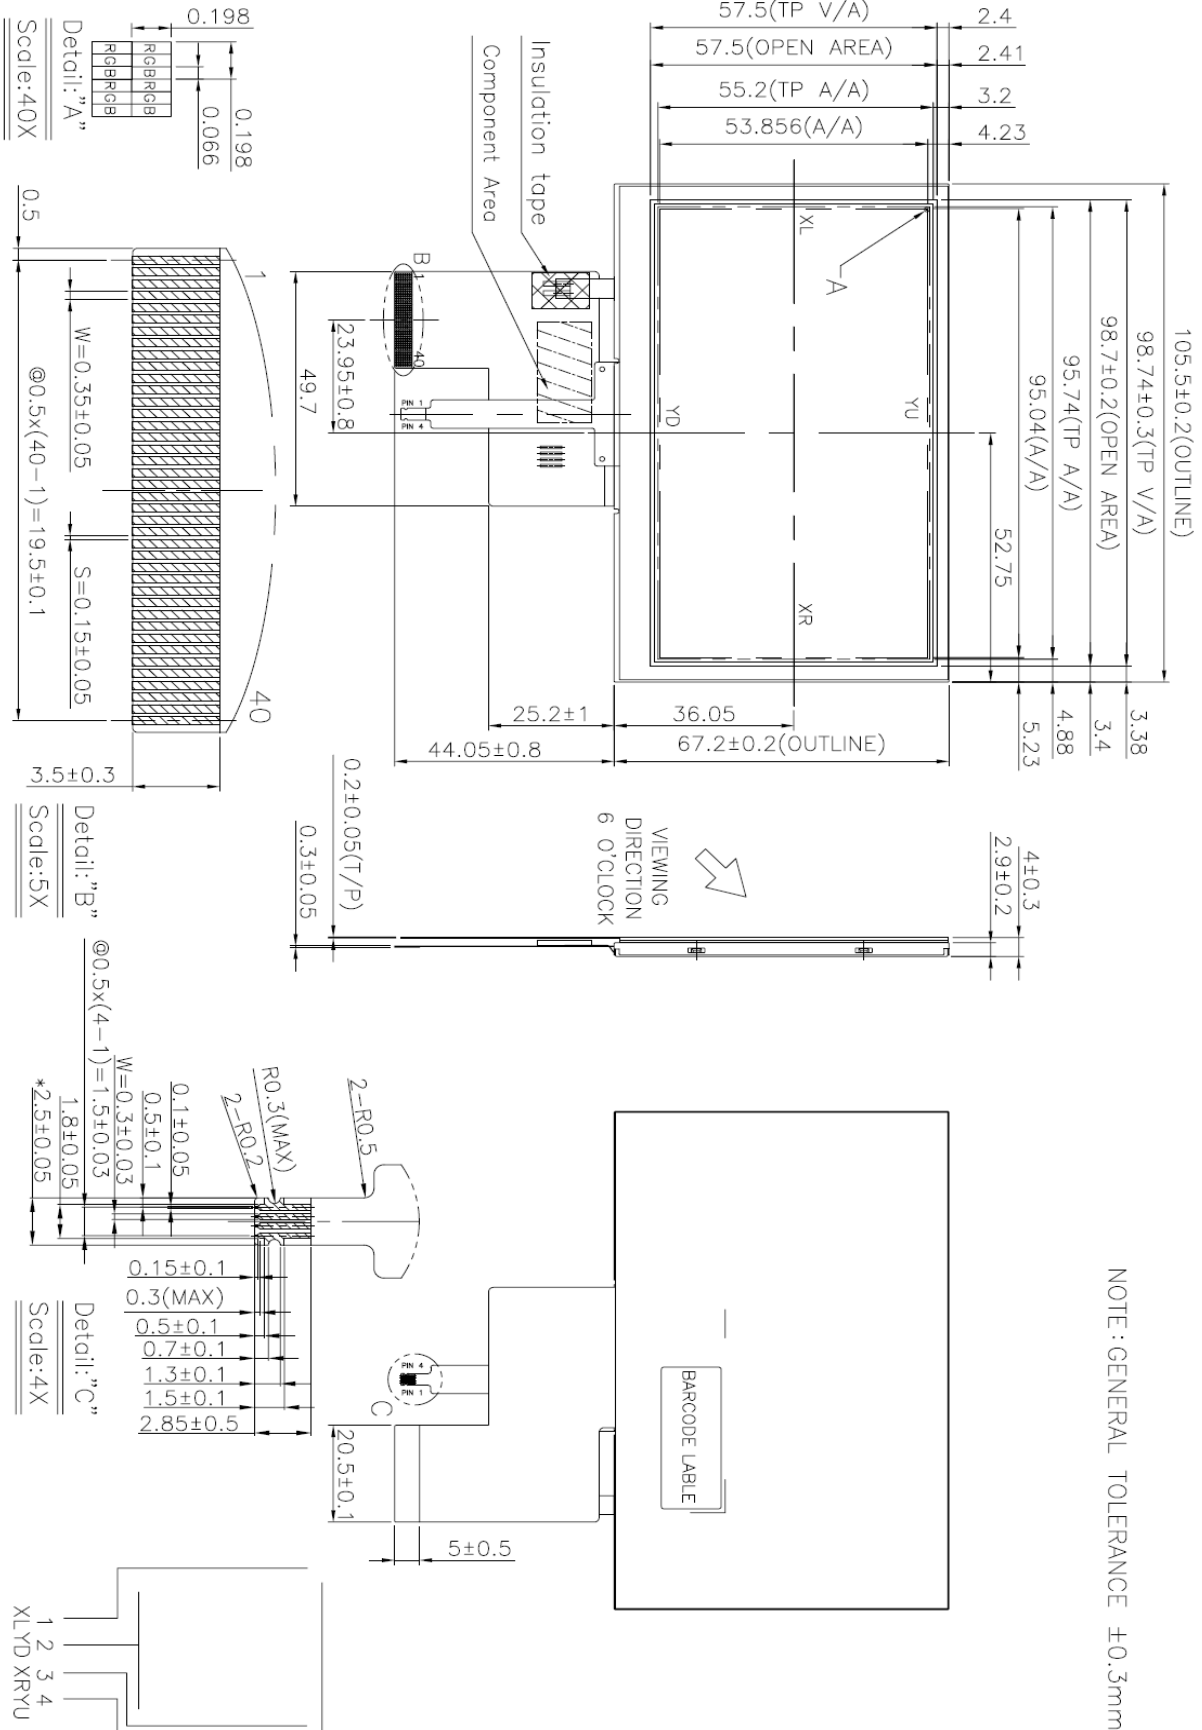 57.5(TP V/A)
57.5(OPEN AREA)
55.2(TP A/A)
53.856(A/A)
2.4
2.41
3.2
4.23
105.5±0.2(OUTLINE)
98.74±0.3(TP V/A)
98.7±0.2(OPEN AREA)
95.74(TP A/A)
95.04(A/A)
52.75
3.38
3.4
4.88
5.23
XL
A
YU
YD
XR
Insulation tape
Component Area
B
1
40
PIN 1
PIN 4
23.95±0.8
49.7
25.2±1
36.05
44.05±0.8
67.2±0.2(OUTLINE)
0.198
RGBRGB
RGBRGB
0.198
0.066
Detail:"A"
Scale:40X
0.5
1
W=0.35±0.05
@0.5x(40-1)=19.5±0.1
S=0.15±0.05
40
3.5±0.3
Detail:"B"
Scale:5X
0.2±0.05(T/P)
0.3±0.05
VIEWING
DIRECTION
6 O'CLOCK
4±0.3
2.9±0.2
2-R0.5
R0.3(MAX)
2-R0.2
0.1±0.05
0.5±0.1
W=0.3±0.03
@0.5x(4-1)=1.5±0.03
1.8±0.05
*2.5±0.05
0.15±0.1
0.3(MAX)
0.5±0.1
0.7±0.1
1.3±0.1
1.5±0.1
2.85±0.5
Detail:"C"
Scale:4X
PIN 4
PIN 1
C
20.5±0.1
5±0.5
BARCODE LABLE
NOTE:GENERAL TOLERANCE ±0.3mm
1 2 3 4
XLYD XRYU